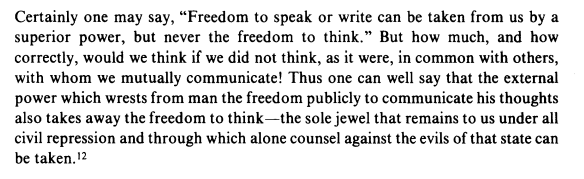 Certainly one may say, “Freedom to speak or write can be taken from us by a
superior power, but never the freedom to think.” But how much, and how
correctly, would we think if we did not think, as it were, in common with others,
with whom we mutually communicate! Thus one can well say that the external
power which wrests from man the freedom publicly to communicate his thoughts
also takes away the freedom to think—the sole jewel that remains to us under all
civil repression and through which alone counsel against the evils of that state can
be taken.12